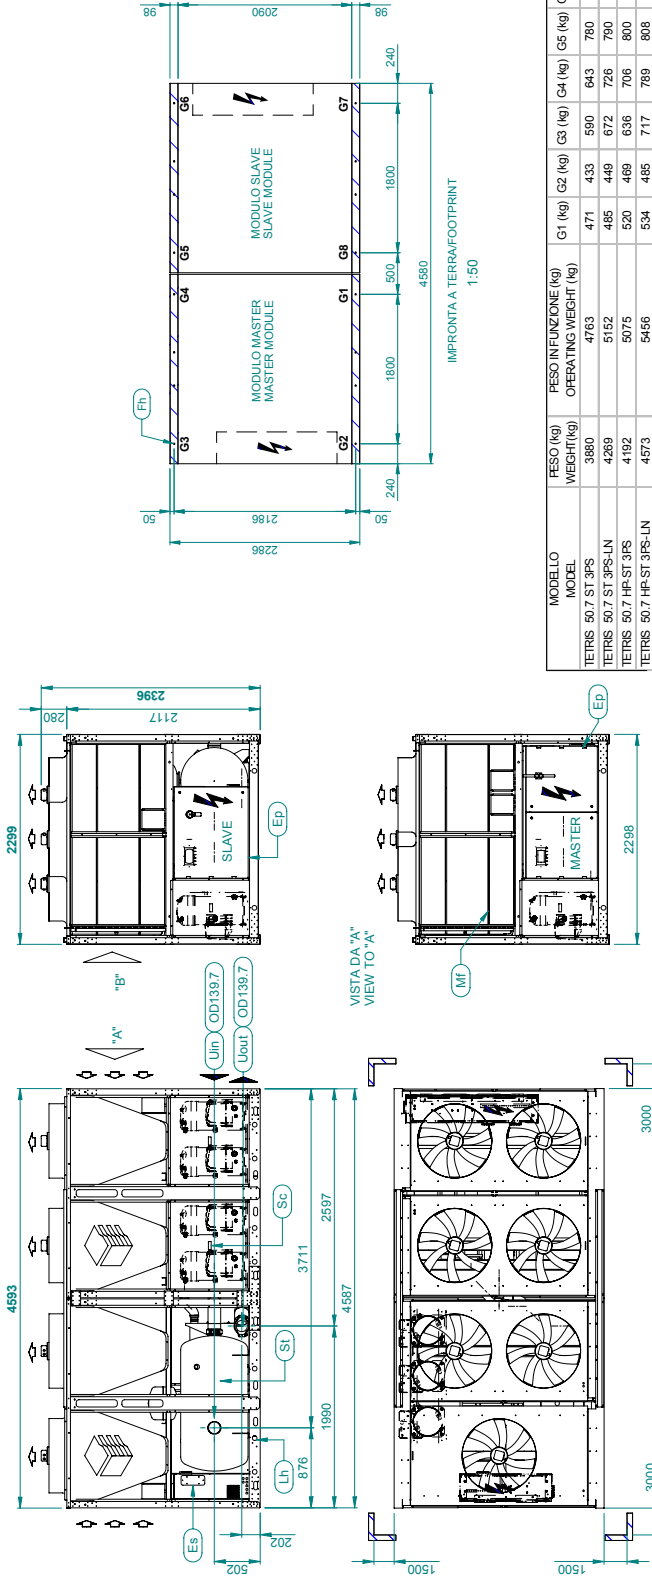 4593
"A"
"B"
Uin
OD139.7
Uout
OD139.7
Es
Lh
St
Sc
502
202
876
3711
1990
2597
4587
2299
280
2117
2396
SLAVE
Ep
VISTA DA "A"
VIEW TO "A"
Mf
MASTER
Ep
2298
1500
1500
3000
3000
Fh
98
2090
98
G3
G4
G5
G6
MODULO MASTER
MASTER MODULE
MODULO SLAVE
SLAVE MODULE
G2
G1
G8
G7
50
2186
50
2286
240
1800
500
1800
240
4580
IMPRONTA A TERRA/FOOTPRINT
1:50
MODELLO PESO (kg) PESO IN FUNZIONE (kg) G1 (kg) G2 (kg) G3 (kg) G4 (kg) G5 (kg)
MODEL WEIGHT(kg) OPERATING WEIGHT (kg)
TETRIS 50.7 ST 3PS 3880 4763 471 433 590 643 780
TETRIS 50.7 ST 3PS-LN 4269 5152 485 449 672 726 790
TETRIS 50.7 HP-ST 3PS 4192 5075 520 469 636 706 800
TETRIS 50.7 HP-ST 3PS-LN 4573 5456 534 485 717 789 808